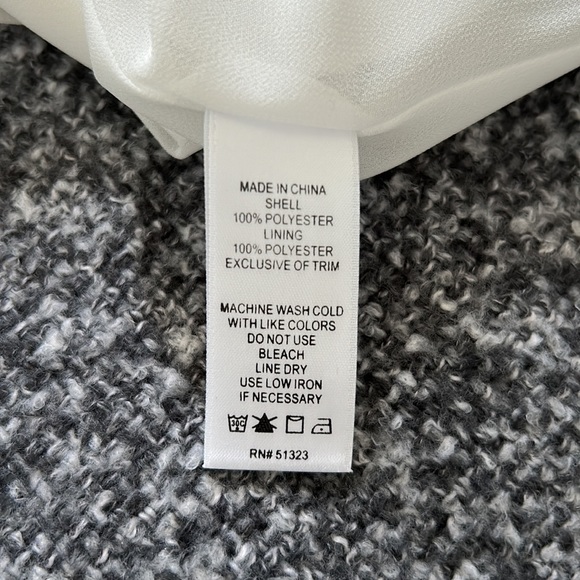 MADE IN CHINA
SHELL
100% POLYESTER
LINING
100% POLYESTER
EXCLUSIVE OF TRIM
MACHINE WASH COLD
WITH LIKE COLORS
DO NOT USE
BLEACH
LINE DRY
USE LOW IRON
IF NECESSARY
30C
RN# 51323